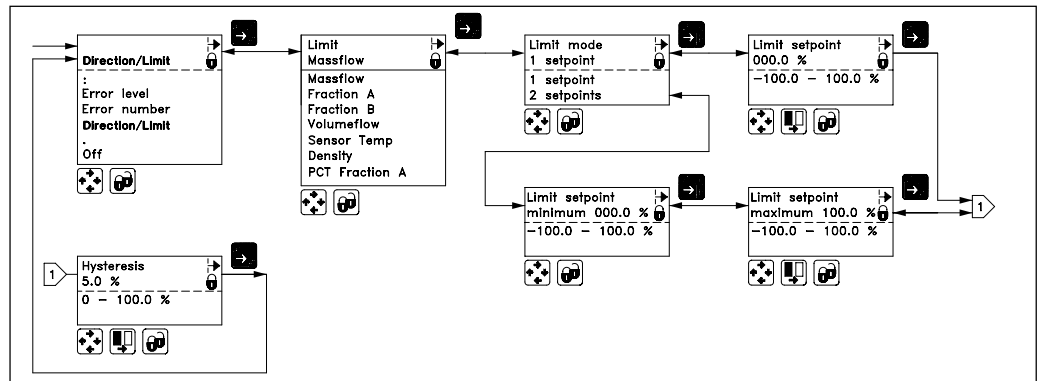 Direction/Limit
:
Error level
Error number
Direction/Limit
.
Off
Limit
Massflow
Massflow
Fraction A
Fraction B
Volumeflow
Sensor Temp
Density
PCT Fraction A
Limit mode
1 setpoint
1 setpoint
2 setpoints
Limit setpoint
000.0 %
-100.0 - 100.0 %
Limit setpoint
minimum 000.0 %
-100.0 - 100.0 %
Limit setpoint
maximum 100.0 %
-100.0 - 100.0 %
1
1
Hysteresis
5.0 %
0 - 100.0 %